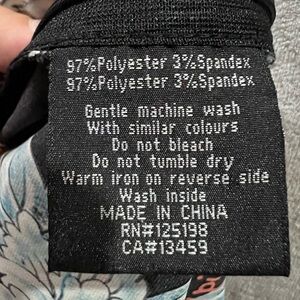 97%Polyester 3%Spandex
97%Polyester 3%Spandex
Gentle machine wash
With similar colours
Do not bleach
Do not tumble dry
Warm iron on reverse side
Wash inside
MADE IN CHINA
RN#125198
CA#13459